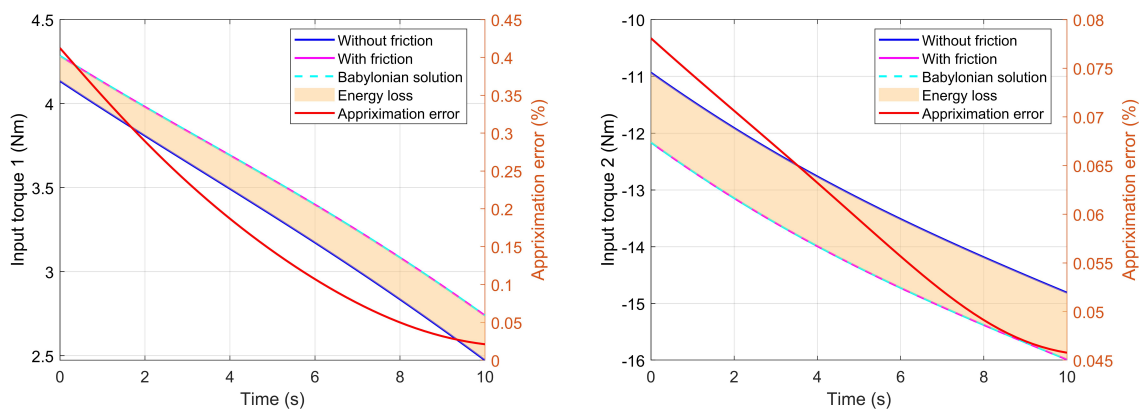 4.5
4
3.5
3
2.5
Input torque 1 (Nm)
0 2 4 6 8 10
Time (s)
0.45
0.4
0.35
0.3
0.25
0.2
0.15
0.1
0.05
0
Appriximation error (%)
Without friction
With friction
Babylonian solution
Energy loss
Appriximation error
-10
-11
-12
-13
-14
-15
-16
Input torque 2 (Nm)
0 2 4 6 8 10
Time (s)
0.08
0.075
0.07
0.065
0.06
0.055
0.05
0.045
Appriximation error (%)
Without friction
With friction
Babylonian solution
Energy loss
Appriximation error